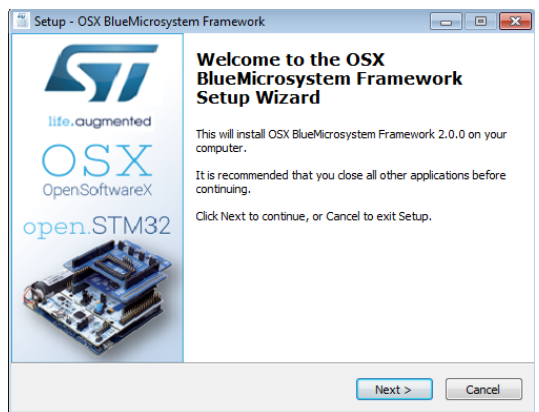 Setup - OSX BlueMicrosystem Framework
ST
life.augmented
OSX
OpenSoftwareX
open.STM32
Welcome to the OSX
BlueMicrosystem Framework
Setup Wizard
This will install OSX BlueMicrosystem Framework 2.0.0 on your
computer.
It is recommended that you close all other applications before
continuing.
Click Next to continue, or Cancel to exit Setup.
Next >
Cancel